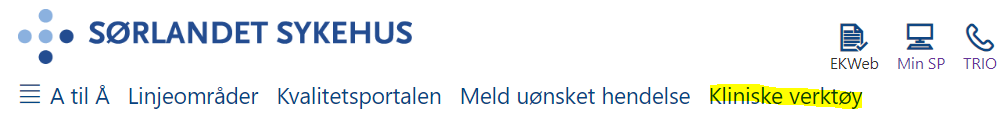 SØRLANDET SYKEHUS
EKWeb Min SP TRIO
A til Å Linjeområder Kvalitetsportalen Meld uønsket hendelse Kliniske verktøy